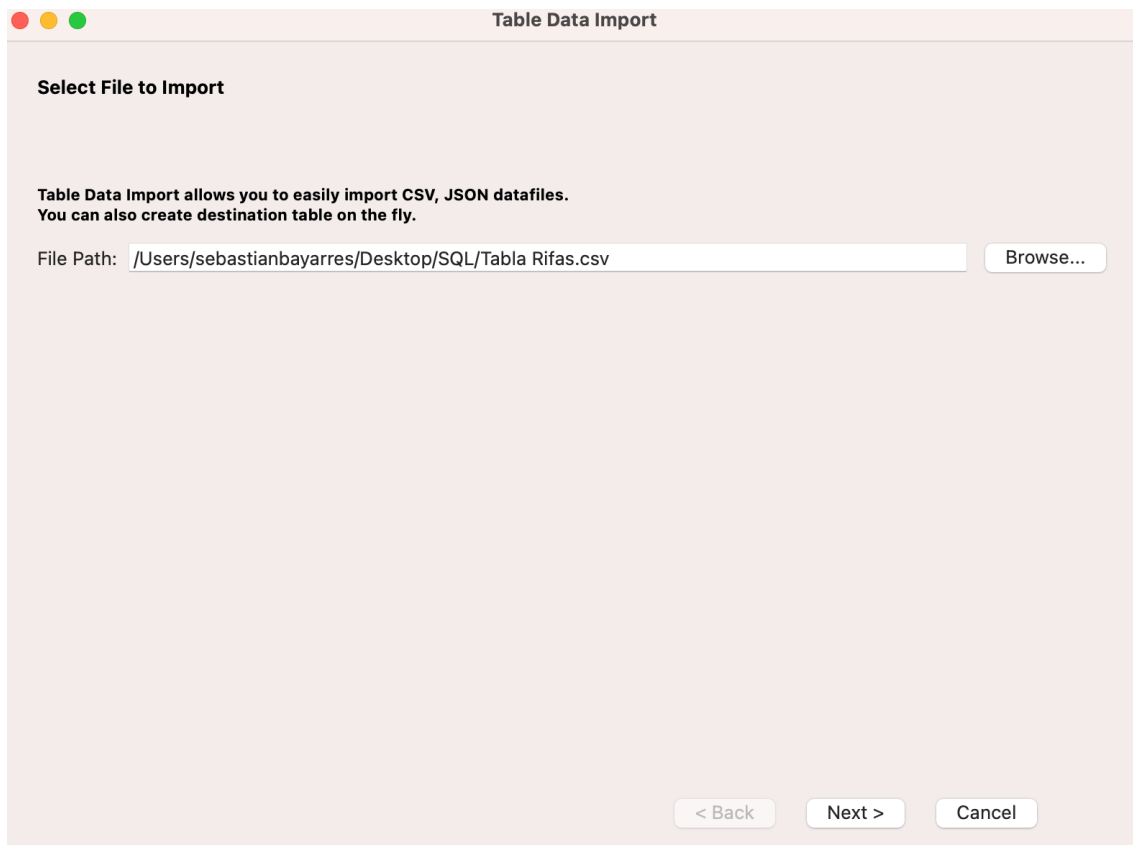 Table Data Import
Select File to Import
Table Data Import allows you to easily import CSV, JSON datafiles.
You can also create destination table on the fly.
File Path: /Users/sebastianbayarres/Desktop/SQL/Tabla Rifas.csv Browse...
< Back Next > Cancel